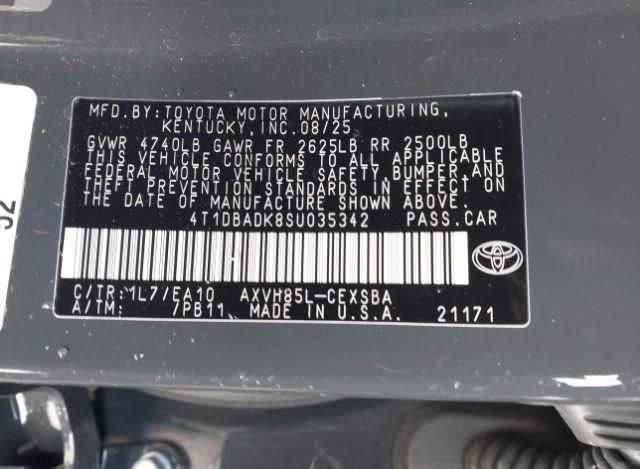 MFD.BY:TOYOTA MOTOR MANUFACTURING,
KENTUCKY,INC.08/25
GVWR 4740LB GAWR FR 2625LB RR 2500LB
THIS VEHICLE CONFORMS TO ALL APPLICABLE
FEDERAL MOTOR VEHICLE SAFETY,BUMPER,AND
THEFT PREVENTION STANDARDS IN EFFECT ON
THE DATE OF MANUFACTURE SHOWN ABOVE.
4T1DBADK8SU035342 PASS.CAR
C/TR:1L7/EA10 AXVH85L-CEXSBA
A/TM: 7PB11 MADE IN U.S.A. 21171
52